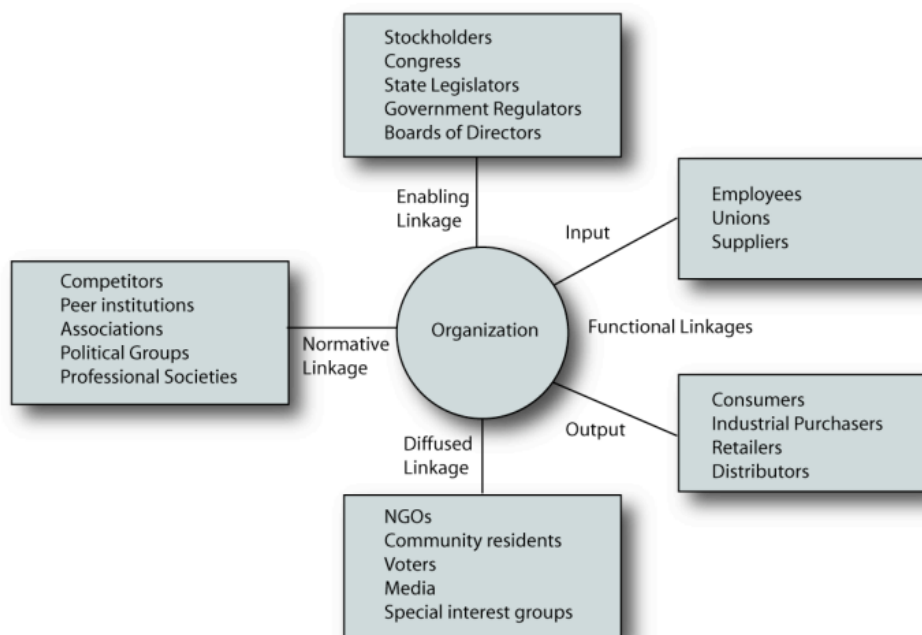 Stockholders
Congress
State Legislators
Government Regulators
Boards of Directors
Enabling
Linkage
Input
Employees
Unions
Suppliers
Competitors
Peer institutions
Associations
Political Groups
Professional Societies
Normative
Linkage
Organization
Functional Linkages
Diffused
Linkage
Output
Consumers
Industrial Purchasers
Retailers
Distributors
NGOs
Community residents
Voters
Media
Special interest groups